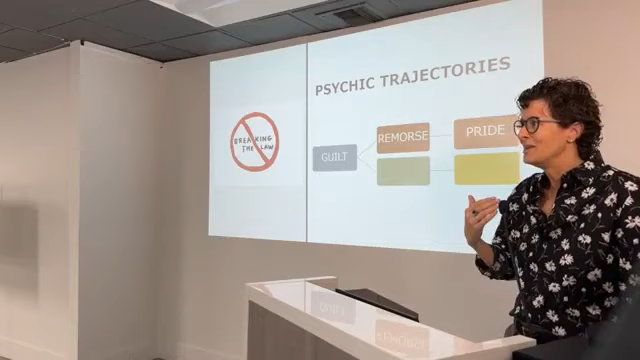 PSYCHIC TRAJECTORIES
BREAKING
THE LAW
GUILT
REMORSE
PRIDE